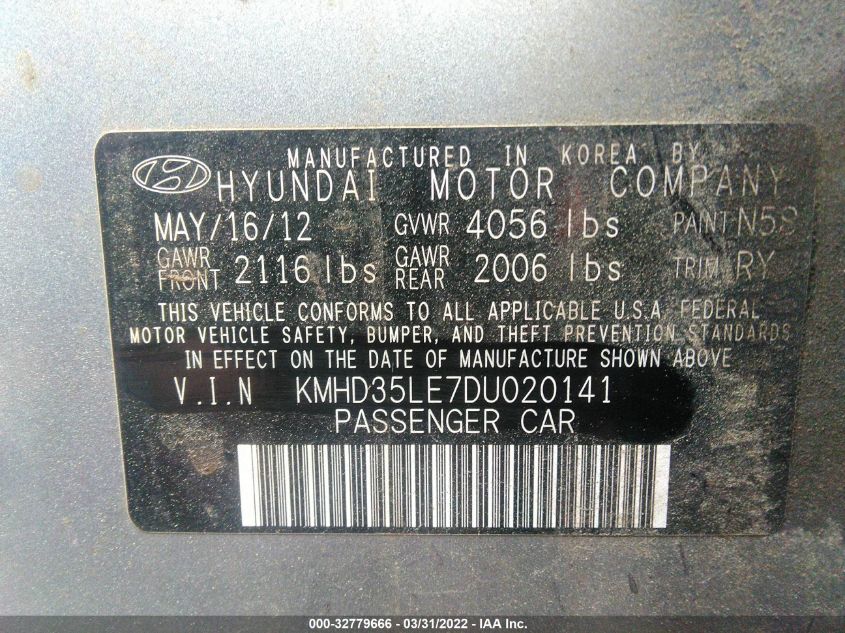 MANUFACTURED IN KOREA BY
HYUNDAI MOTOR COMPANY
MAY/16/12 GVWR 4056 lbs PAINT N5S
GAWR FRONT 2116 lbs GAWR REAR 2006 lbs TRIM RY
THIS VEHICLE CONFORMS TO ALL APPLICABLE U.S.A FEDERAL
MOTOR VEHICLE SAFETY, BUMPER, AND THEFT PREVENTION STANDARDS
IN EFFECT ON THE DATE OF MANUFACTURE SHOWN ABOVE
V.I.N KMHD35LE7DU020141
PASSENGER CAR
000-32779666 - 03/31/2022 - IAA Inc.